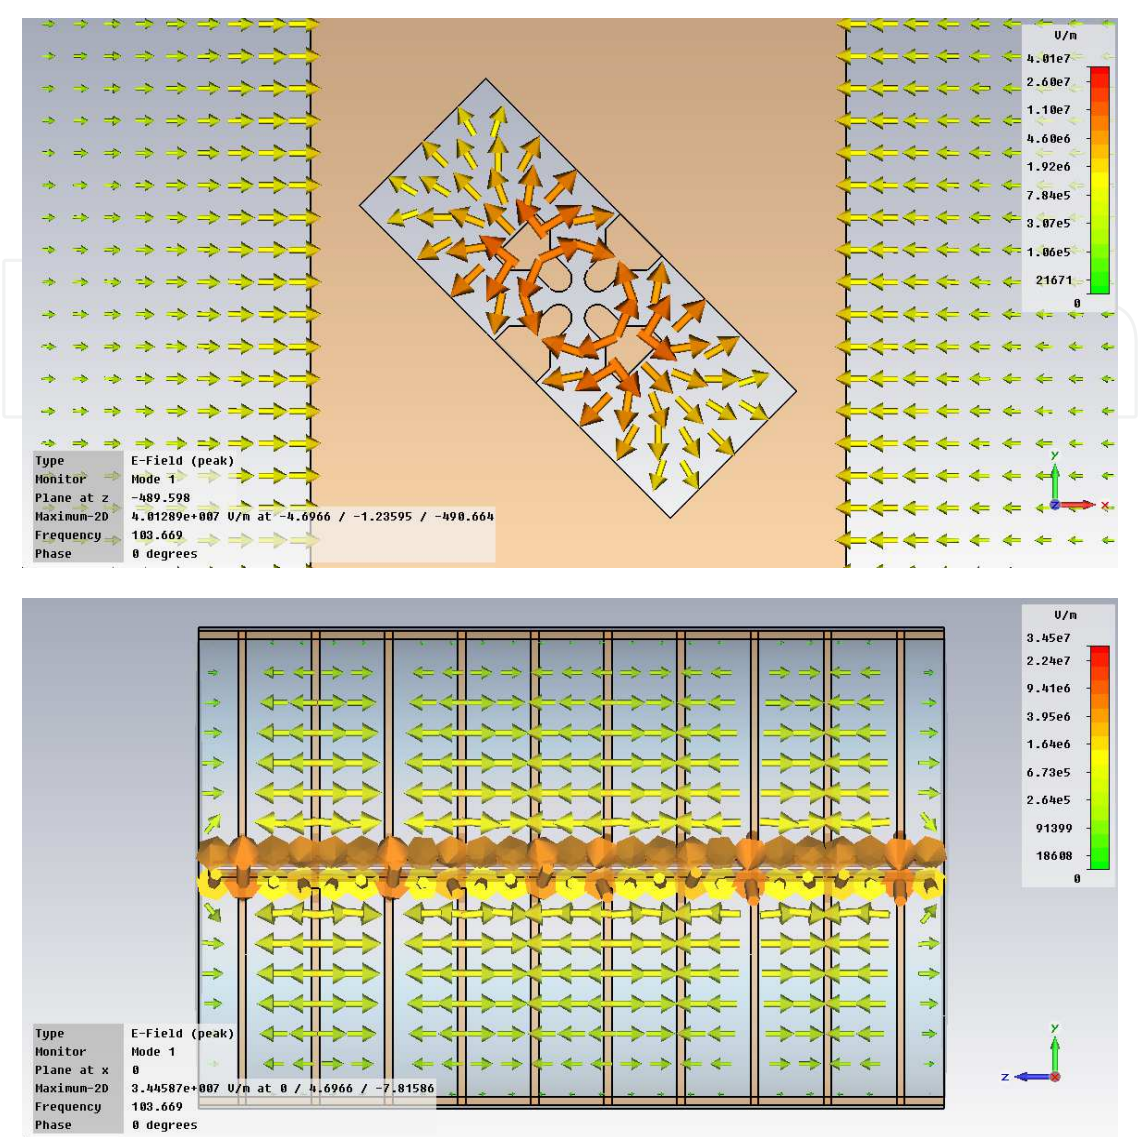 V/m
4.01e7
2.60e7
1.10e7
4.60e6
1.92e6
7.84e5
3.07e5
1.06e5
21671
0
Type E-Field (peak)
Monitor Mode 1
Plane at z -489.598
Maximum-2D 4.01289e+007 V/m at -4.6966 / -1.23595 / -490.664
Frequency 103.669
Phase 0 degrees
y
z
x
V/m
3.45e7
2.24e7
9.41e6
3.95e6
1.64e6
6.73e5
2.64e5
91399
18608
0
Type E-Field (peak)
Monitor Mode 1
Plane at x 0
Maximum-2D 3.44587e+007 V/m at 0 / 4.6966 / -7.81586
Frequency 103.669
Phase 0 degrees
y
z
x